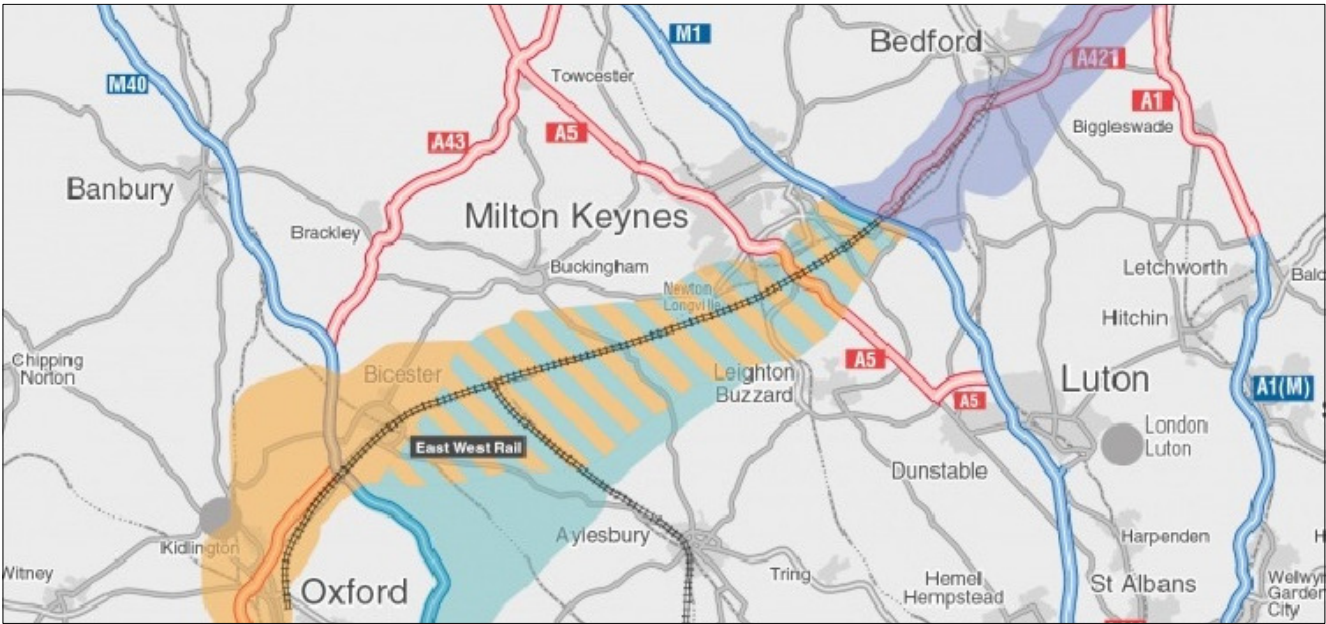 M1
Bedford
A421
M40
Towcester
A1
A43
A5
Biggleswade
Banbury
Milton Keynes
Brackley
Buckingham
Letchworth
Newton
Longville
Hitchin
Chipping
Norton
Bicester
Leighton
Buzzard
A5
Luton
A5
A1(M)
East West Rail
London
Luton
Dunstable
Aylesbury
Kidlington
Harpenden
Witney
Oxford
Tring
Hemel
Hempstead
St Albans
Garden
City